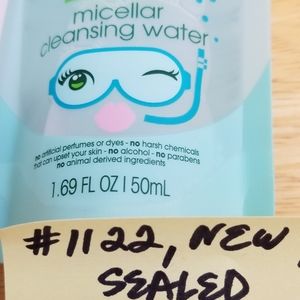 micellar
cleansing water
no artificial perfumes or dyes - no harsh chemicals
that can upset your skin - no alcohol - no parabens
no animal derived ingredients
1.69 FL OZ | 50mL
#1122, NEW
SEALED